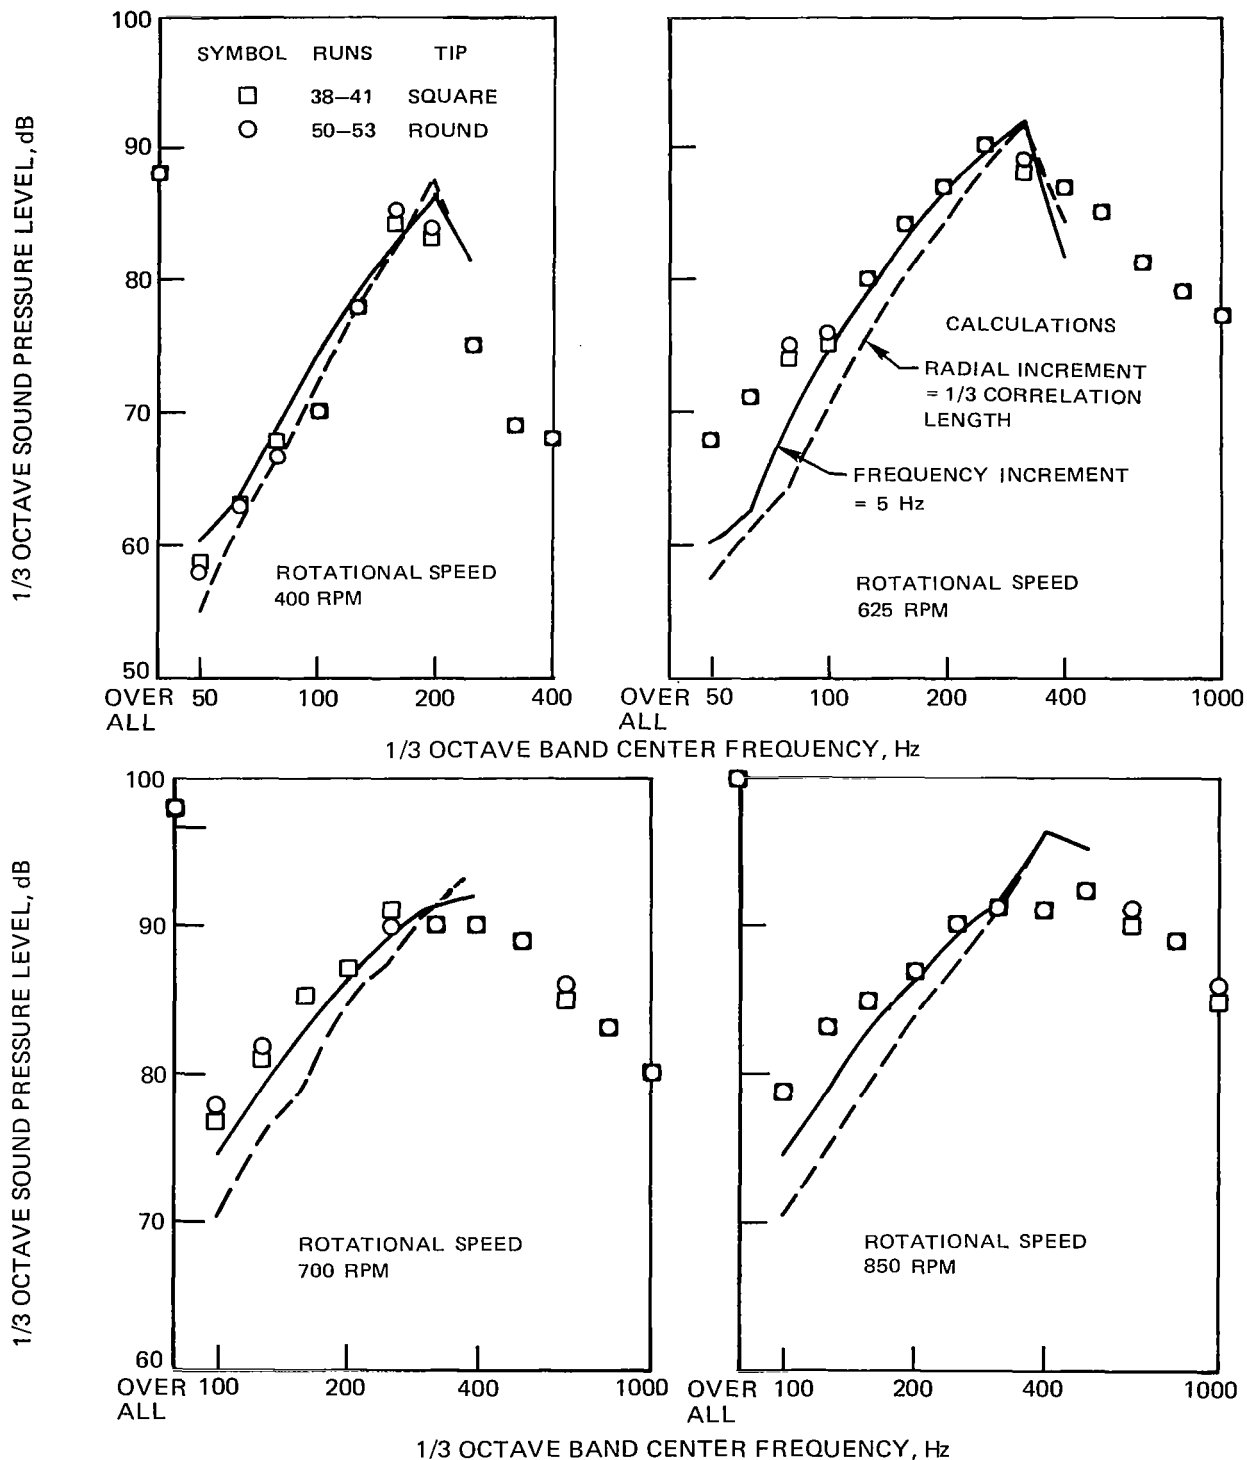 1/3 OCTAVE SOUND PRESSURE LEVEL, dB
100
90
80
70
60
50
SYMBOL RUNS TIP
38–41 SQUARE
50–53 ROUND
ROTATIONAL SPEED
400 RPM
OVER ALL
50 100 200 400
CALCULATIONS
RADIAL INCREMENT
= 1/3 CORRELATION
LENGTH
FREQUENCY INCREMENT
= 5 Hz
ROTATIONAL SPEED
625 RPM
OVER ALL
50 100 200 400 1000
1/3 OCTAVE BAND CENTER FREQUENCY, Hz
1/3 OCTAVE SOUND PRESSURE LEVEL, dB
100
90
80
70
60
ROTATIONAL SPEED
700 RPM
OVER ALL
100 200 400 1000
ROTATIONAL SPEED
850 RPM
OVER ALL
100 200 400 1000
1/3 OCTAVE BAND CENTER FREQUENCY, Hz